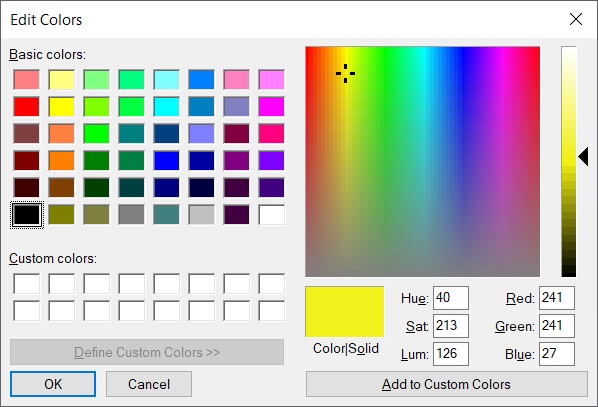 Edit Colors
Basic colors:
Custom colors:
Define Custom Colors >>
OK Cancel
Color|Solid
Hue: 40 Red: 241
Sat: 213 Green: 241
Lum: 126 Blue: 27
Add to Custom Colors